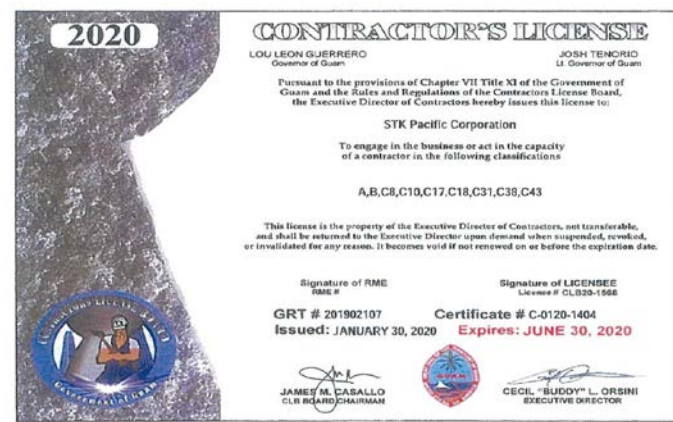 2020
CONTRACTOR'S LICENSE
LOU LEON GUERRERO
Governor of Guam
JOSH TENORIO
Lt. Governor of Guam
Pursuant to the provisions of Chapter VII Title XI of the Government of
Guam and the Rules and Regulations of the Contractors License Board,
the Executive Director of Contractors hereby issues this license to:
STK Pacific Corporation
To engage in the business or act in the capacity
of a contractor in the following classifications
A,B,C8,C10,C17,C18,C31,C38,C43
This license is the property of the Executive Director of Contractors, not transferable,
and shall be returned to the Executive Director upon demand when suspended, revoked,
or invalidated for any reason. It becomes void if not renewed on or before the expiration date.
Signature of RME
RME #
Signature of LICENSEE
License # CLB20-1568
GRT # 201902107
Certificate # C-0120-1404
Issued: JANUARY 30, 2020
Expires: JUNE 30, 2020
JAMES M. CASALLO
CLB BOARD CHAIRMAN
GUAM
CECIL "BUDDY" L. ORSINI
EXECUTIVE DIRECTOR
CONTRACTORS LICENSE BOARD
Government of Guam